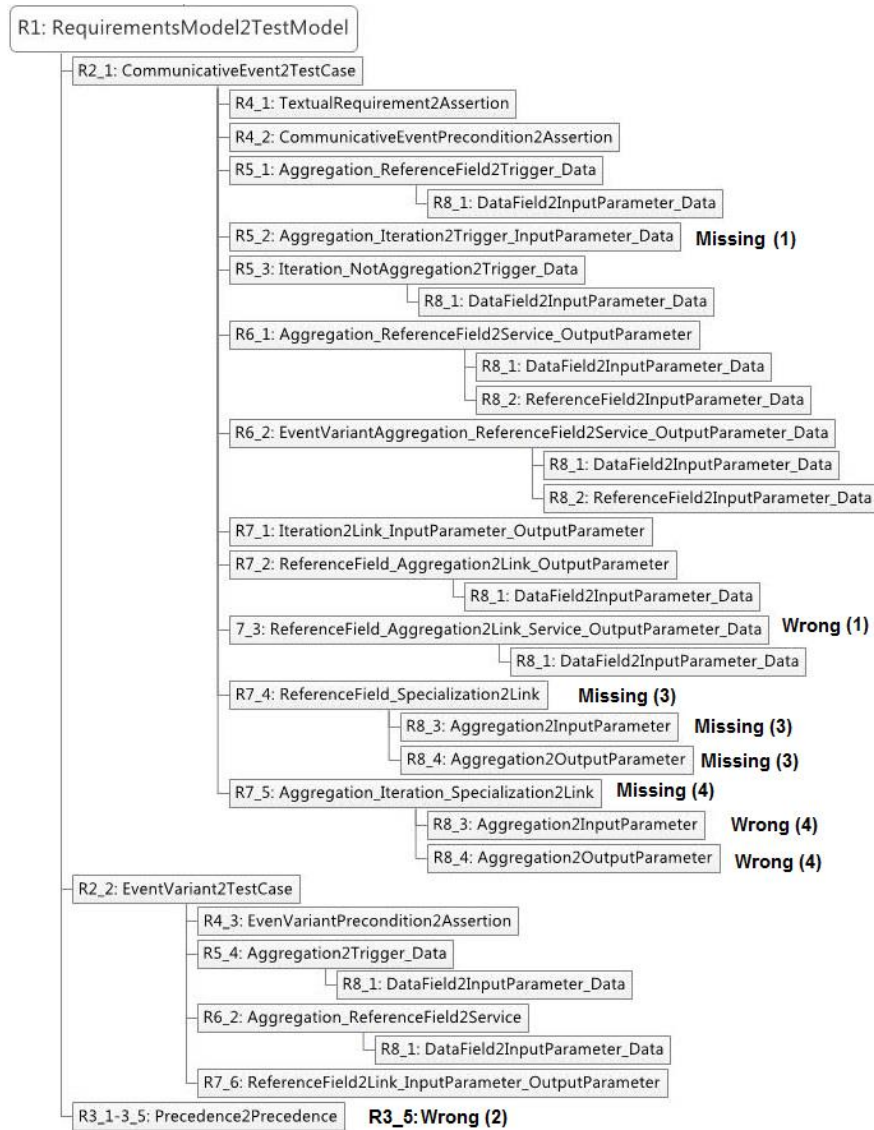 R1: RequirementsModel2TestModel
R2_1: CommunicativeEvent2TestCase
R4_1: TextualRequirement2Assertion
R4_2: CommunicativeEventPrecondition2Assertion
R5_1: Aggregation_ReferenceField2Trigger_Data
R8_1: DataField2InputParameter_Data
R5_2: Aggregation_Iteration2Trigger_InputParameter_Data Missing (1)
R5_3: Iteration_NotAggregation2Trigger_Data
R8_1: DataField2InputParameter_Data
R6_1: Aggregation_ReferenceField2Service_OutputParameter
R8_1: DataField2InputParameter_Data
R8_2: ReferenceField2InputParameter_Data
R6_2: EventVariantAggregation_ReferenceField2Service_OutputParameter_Data
R8_1: DataField2InputParameter_Data
R8_2: ReferenceField2InputParameter_Data
R7_1: Iteration2Link_InputParameter_OutputParameter
R7_2: ReferenceField_Aggregation2Link_OutputParameter
R8_1: DataField2InputParameter_Data
7_3: ReferenceField_Aggregation2Link_Service_OutputParameter_Data Wrong (1)
R8_1: DataField2InputParameter_Data
R7_4: ReferenceField_Specialization2Link Missing (3)
R8_3: Aggregation2InputParameter Missing (3)
R8_4: Aggregation2OutputParameter Missing (3)
R7_5: Aggregation_Iteration_Specialization2Link Missing (4)
R8_3: Aggregation2InputParameter Wrong (4)
R8_4: Aggregation2OutputParameter Wrong (4)
R2_2: EventVariant2TestCase
R4_3: EvenVariantPrecondition2Assertion
R5_4: Aggregation2Trigger_Data
R8_1: DataField2InputParameter_Data
R6_2: Aggregation_ReferenceField2Service
R8_1: DataField2InputParameter_Data
R7_6: ReferenceField2Link_InputParameter_OutputParameter
R3_1-3_5: Precedence2Precedence R3_5: Wrong (2)